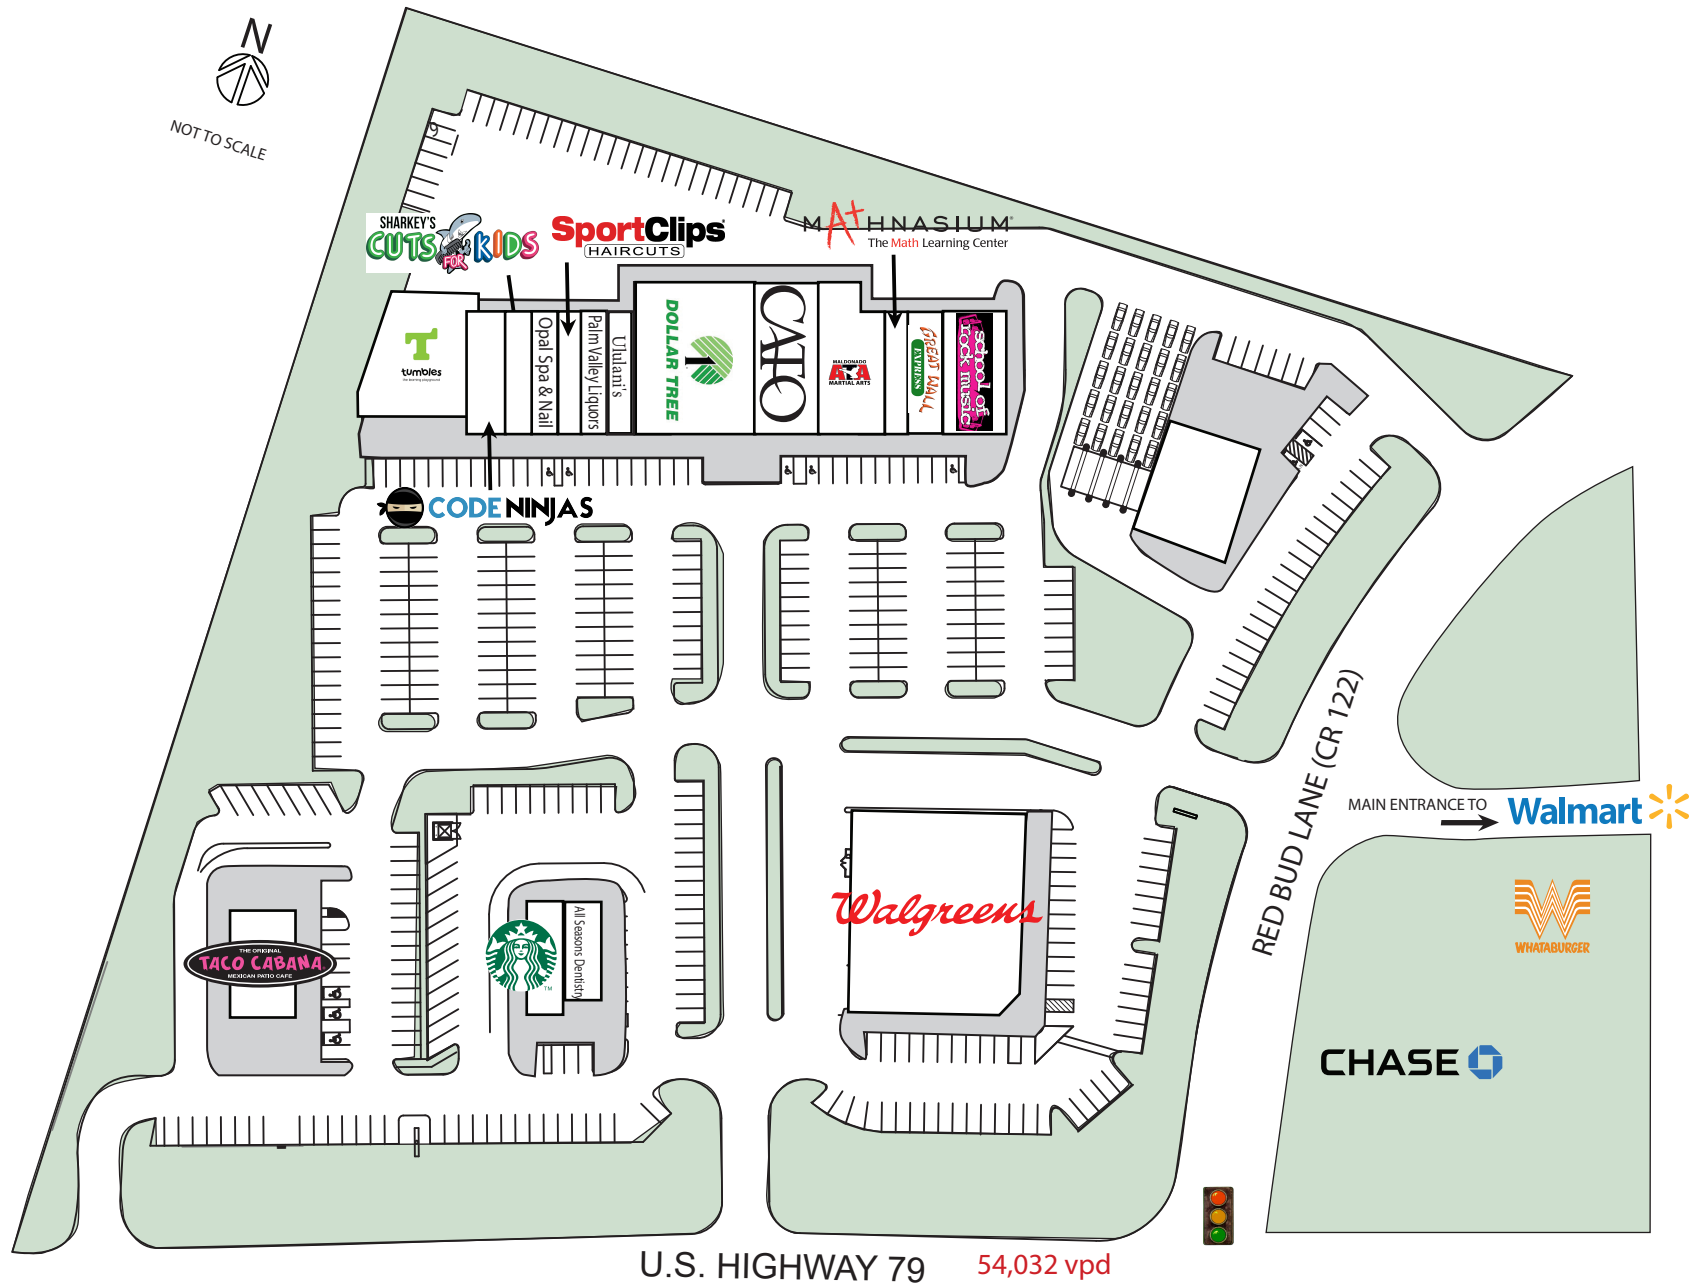 N
NOT TO SCALE
9
SHARKEY'S
CUTS
FOR
KIDS
SportClips
HAIRCUTS
MATHNASIUM
The Math Learning Center
tumbles
Opal Spa & Nail
Palm Valley Liquors
Ululani's
DOLLAR TREE
1
CATO
MALDONADO
ATA
MARTIAL ARTS
GREAT WALL
EXPRESS
school of
rock music
CODE NINJAS
RED BUD LANE (CR 122)
MAIN ENTRANCE TO
Walmart
WHATABURGER
CHASE
Walgreens
THE ORIGINAL
TACO CABANA
MEXICAN PATIO CAFE
TM
All Seasons Dentistry
U.S. HIGHWAY 79
54,032 vpd